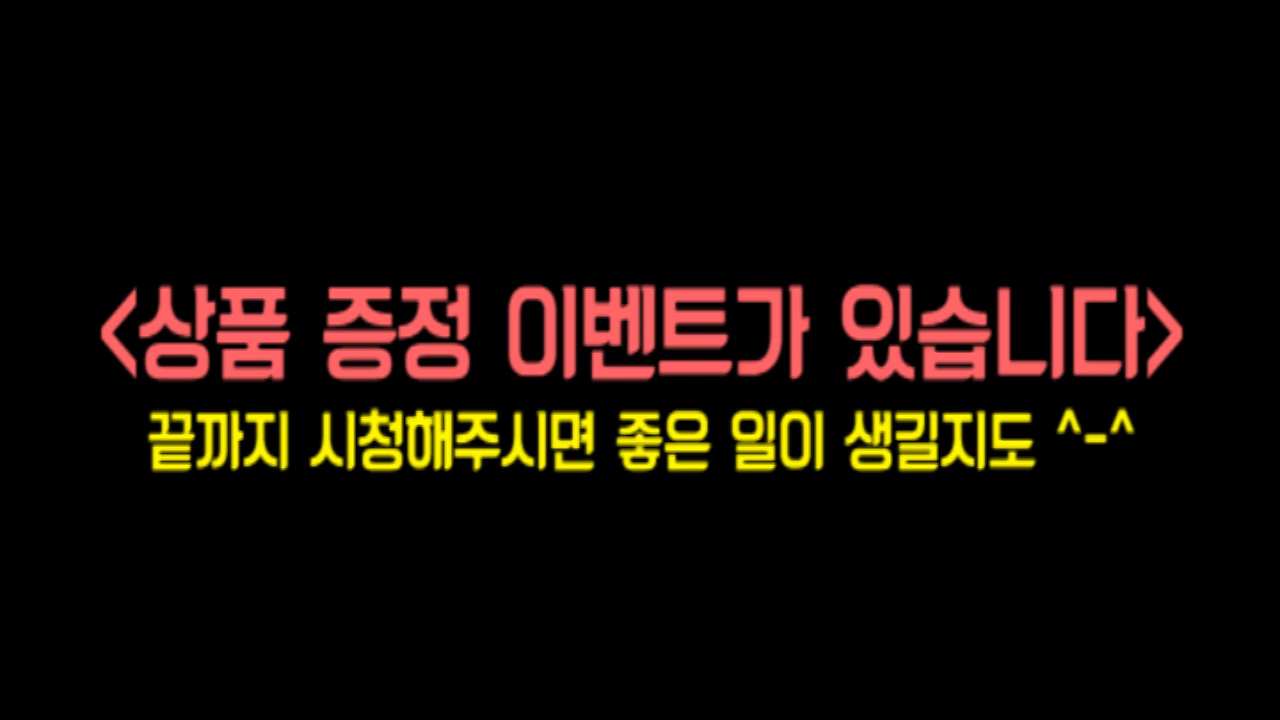 <상품 증정 이벤트가 있습니다>
끝까지 시청해주시면 좋은 일이 생길지도 ^-^